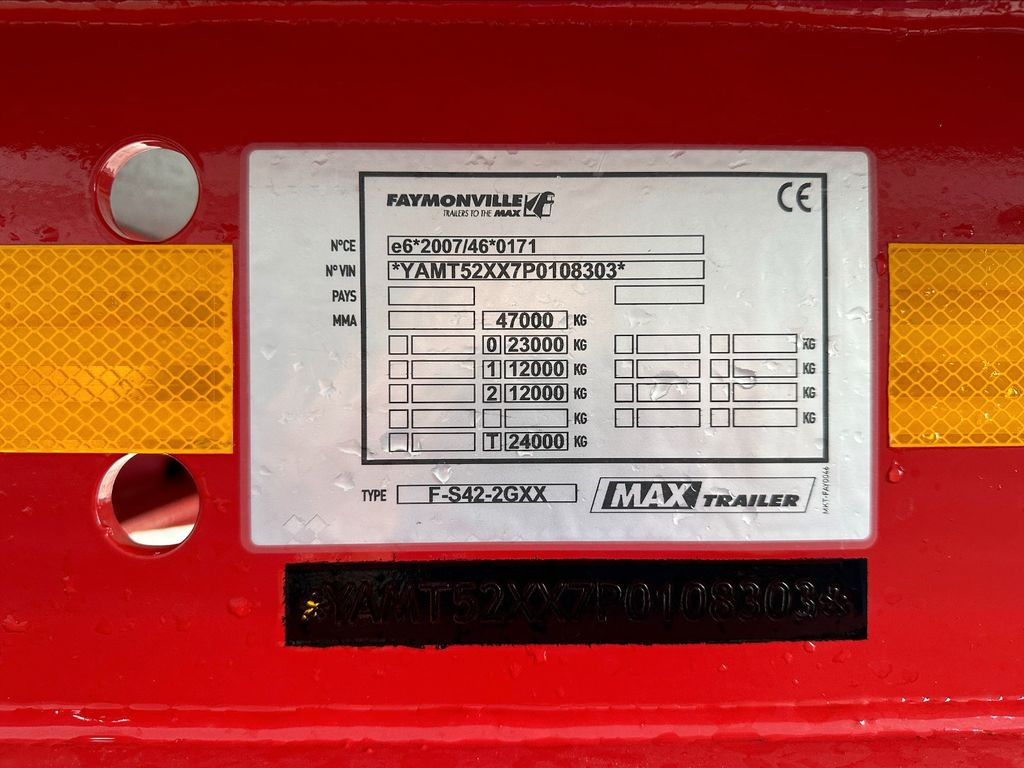 FAYMONVILLE
TRAILERS TO THE MAX
CE
N°CE e6*2007/46*0171
N° VIN *YAMT52XX7P0108303*
PAYS
MMA 47000 KG
0 23000 KG KG
1 12000 KG KG
2 12000 KG KG
KG KG
T 24000 KG
TYPE F-S42-2GXX MAX TRAILER
MKT-FAY0066
*YAMT52XX7P0108303*